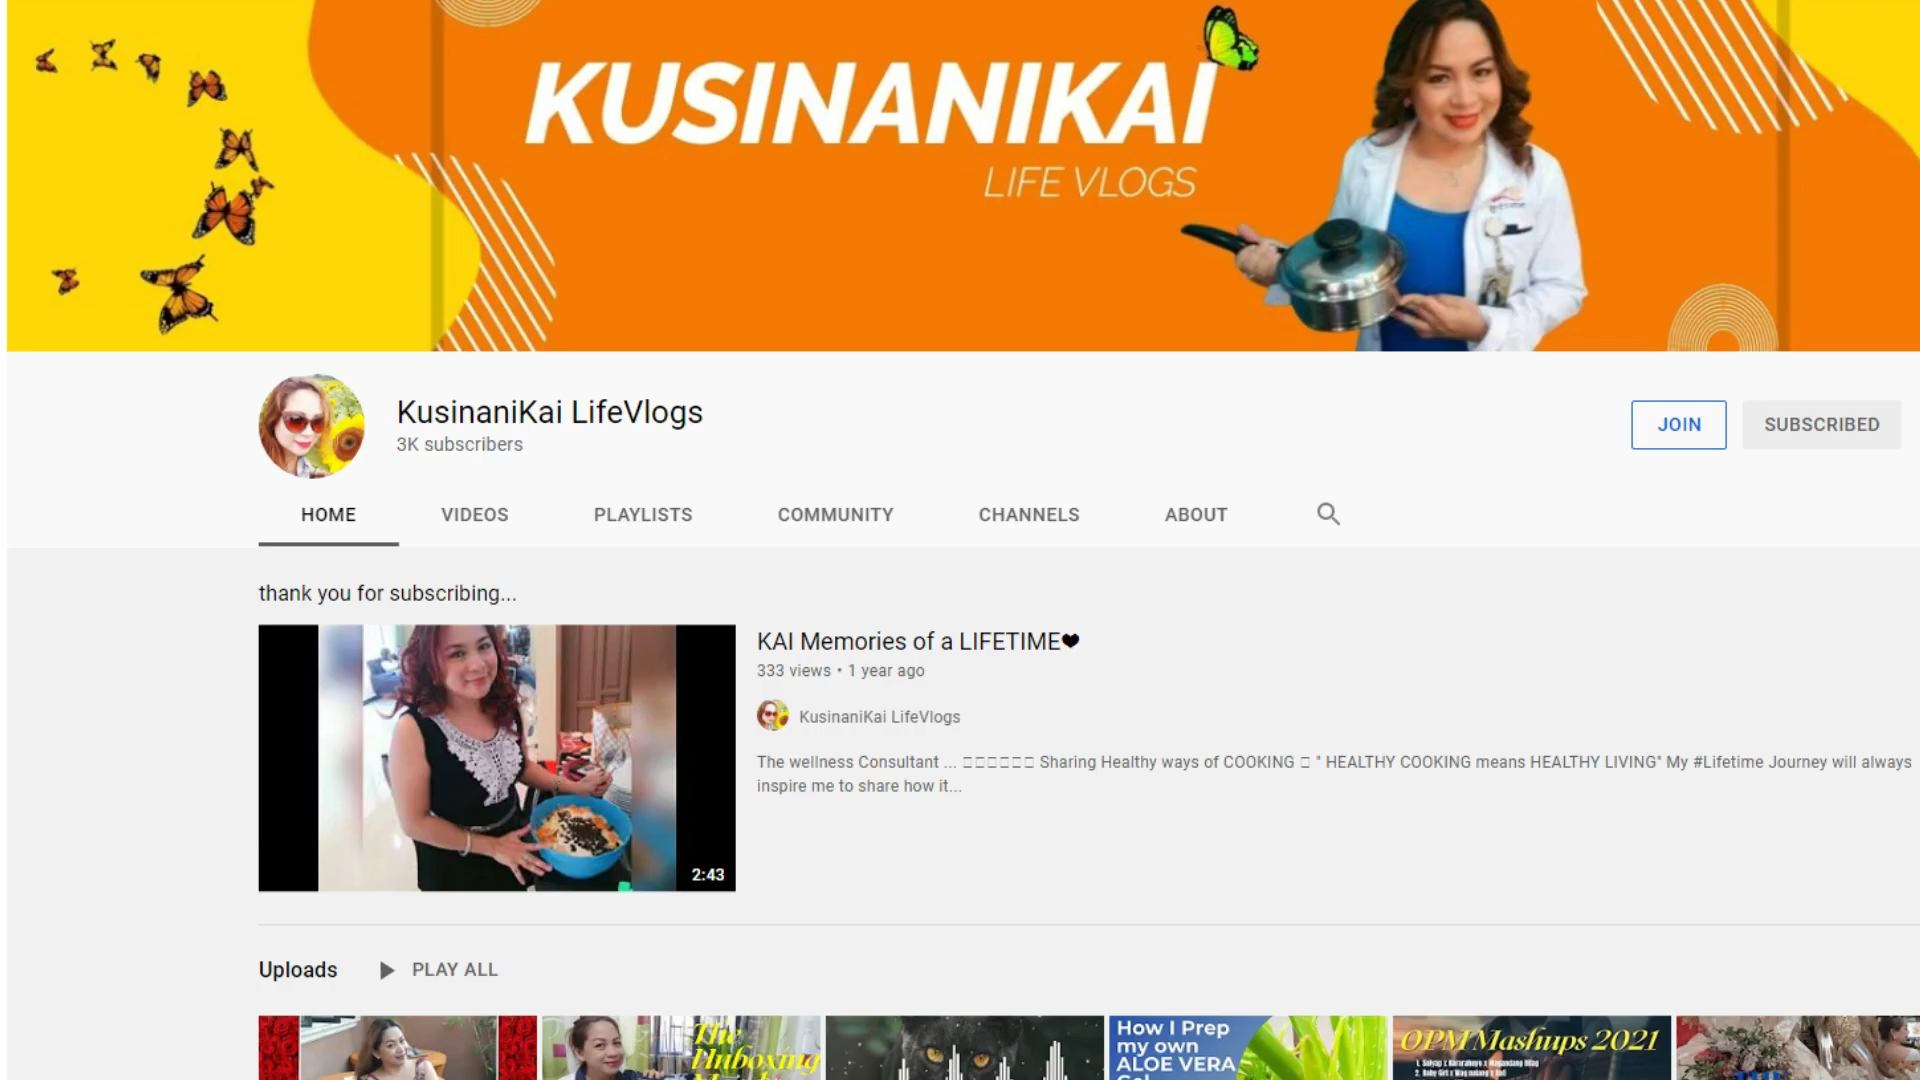 KUSINANIKAI
LIFE VLOGS
KusinaniKai LifeVlogs
3K subscribers
JOIN
SUBSCRIBED
HOME
VIDEOS
PLAYLISTS
COMMUNITY
CHANNELS
ABOUT
thank you for subscribing...
2:43
KAI Memories of a LIFETIME❤
333 views • 1 year ago
KusinaniKai LifeVlogs
The wellness Consultant ... □□□□□□ Sharing Healthy ways of COOKING □ " HEALTHY COOKING means HEALTHY LIVING" My #Lifetime Journey will always
inspire me to share how it...
Uploads
PLAY ALL
The
Unboxing
How I Prep
my own
ALOE VERA
Gel
OPM Mashups 2021